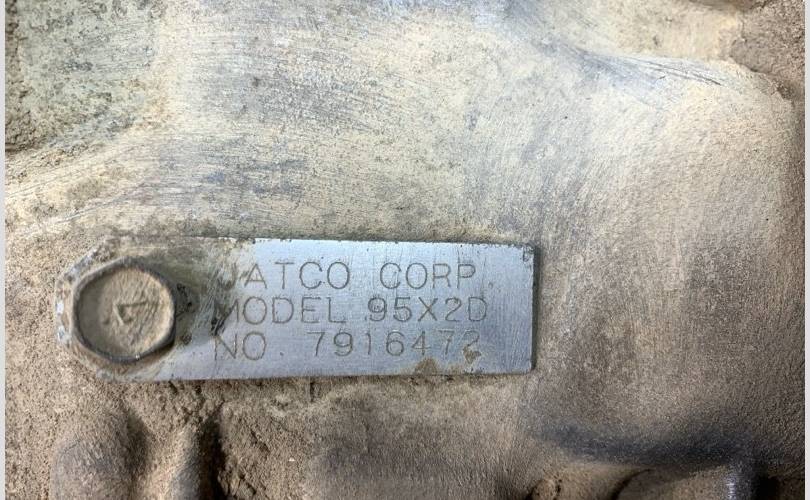 JATCO CORP.
MODEL 95X2D
NO. 7916472